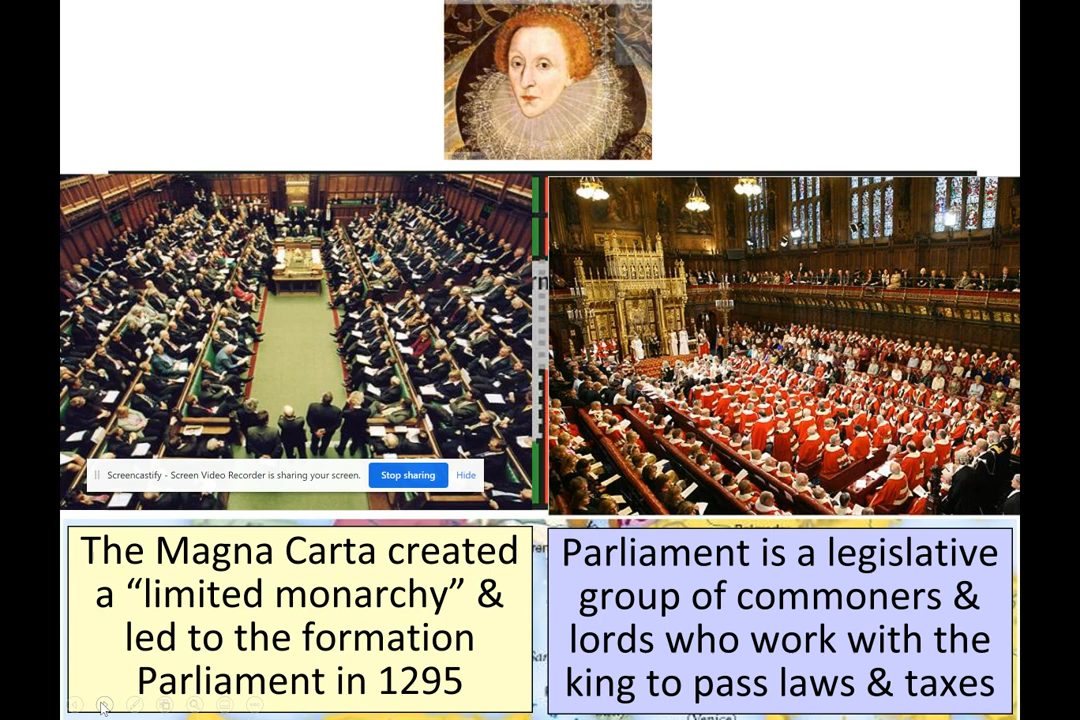 rn
Screencastify - Screen Video Recorder is sharing your screen.
Stop sharing
Hide
The Magna Carta created
a “limited monarchy” &
led to the formation
Parliament in 1295
Parliament is a legislative
group of commoners &
lords who work with the
king to pass laws & taxes
(Venice)